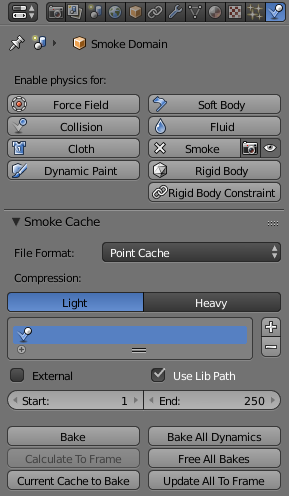 Smoke Domain
Enable physics for:
Force Field Soft Body
Collision Fluid
Cloth Smoke
Dynamic Paint Rigid Body
Rigid Body Constraint
Smoke Cache
File Format: Point Cache
Compression:
Light Heavy
External Use Lib Path
Start: 1 End: 250
Bake Bake All Dynamics
Calculate To Frame Free All Bakes
Current Cache to Bake Update All To Frame